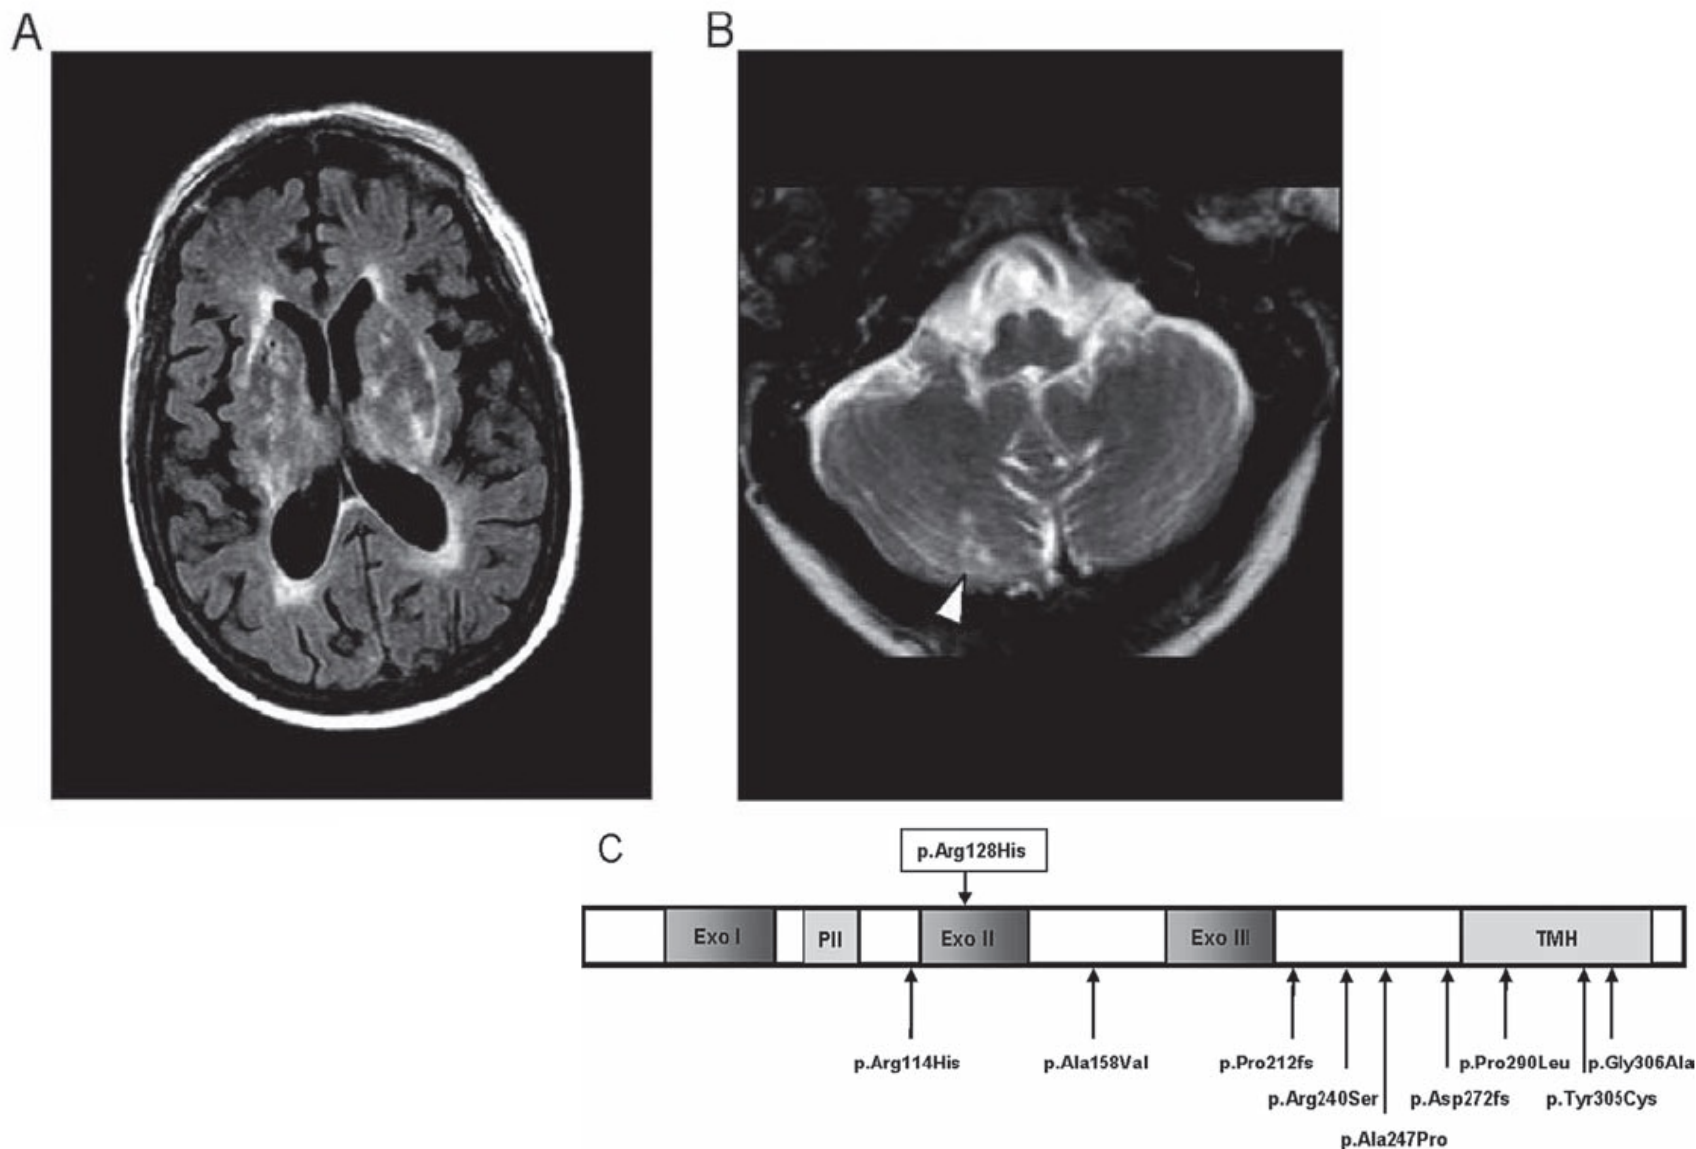 A
B
C
p.Arg128His
Exo I
PII
Exo II
Exo III
TMH
p.Arg114His
p.Ala158Val
p.Pro212fs
p.Pro290Leu
p.Gly306Ala
p.Arg240Ser
p.Asp272fs
p.Tyr305Cys
p.Ala247Pro